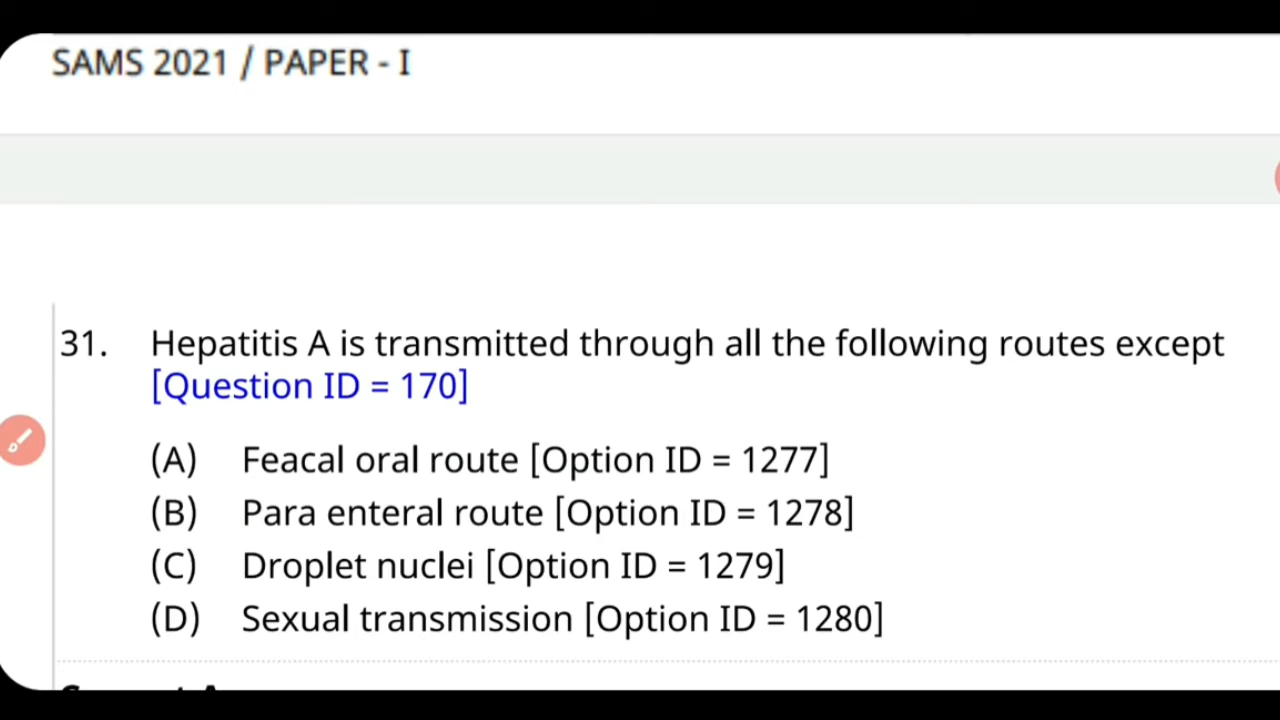 SAMS 2021 / PAPER - I
31. Hepatitis A is transmitted through all the following routes except
[Question ID = 170]
(A) Feacal oral route [Option ID = 1277]
(B) Para enteral route [Option ID = 1278]
(C) Droplet nuclei [Option ID = 1279]
(D) Sexual transmission [Option ID = 1280]